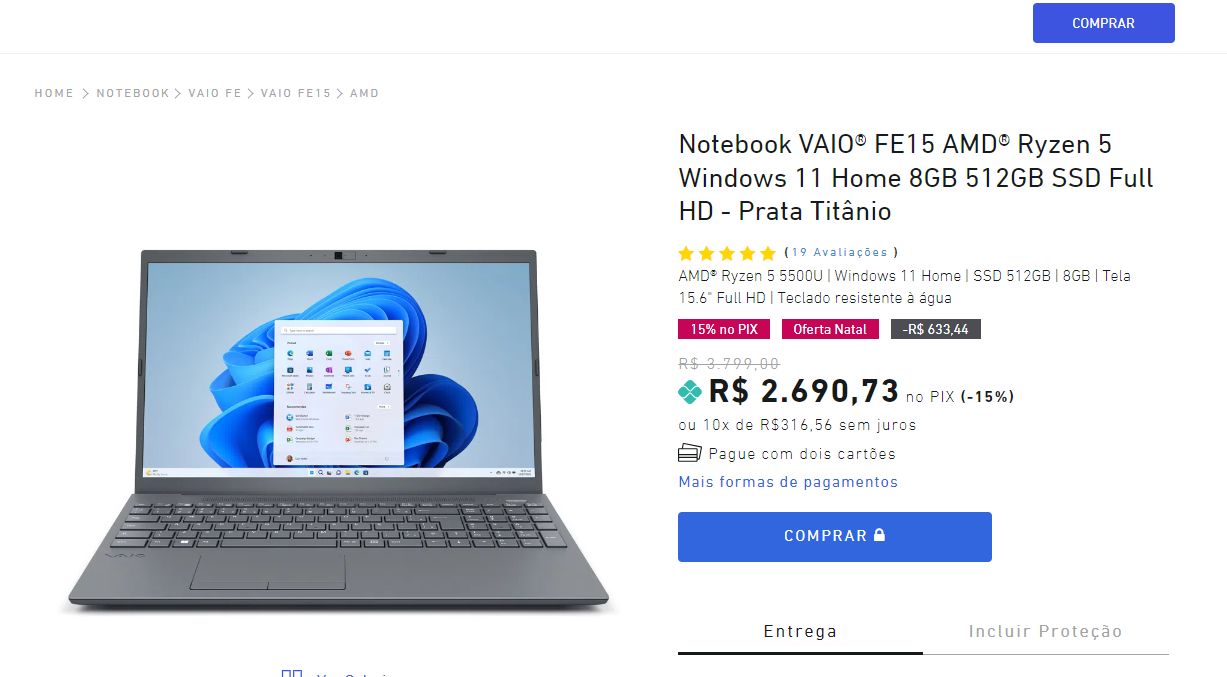 COMPRAR
HOME > NOTEBOOK > VAIO FE > VAIO FE15 > AMD
Notebook VAIO® FE15 AMD® Ryzen 5
Windows 11 Home 8GB 512GB SSD Full
HD - Prata Titânio
(19 Avaliações )
AMD® Ryzen 5 5500U | Windows 11 Home | SSD 512GB | 8GB | Tela
15.6" Full HD | Teclado resistente à água
15% no PIX Oferta Natal -R$ 633,44
R$ 3.799,00
R$ 2.690,73 no PIX (-15%)
ou 10x de R$316,56 sem juros
Pague com dois cartões
Mais formas de pagamentos
COMPRAR
Entrega Incluir Proteção
VAIO